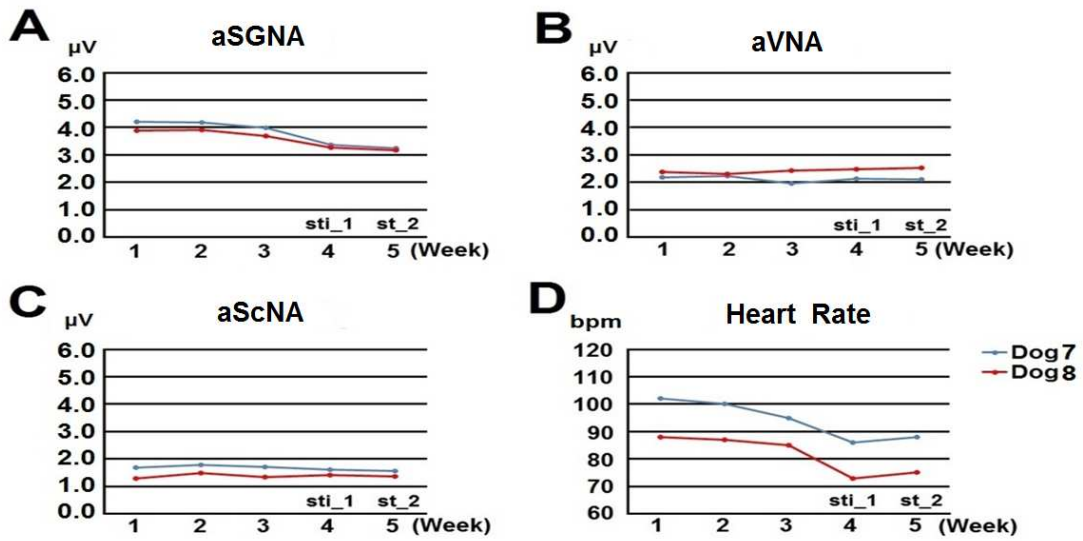 A
µV
aSGNA
6.0
5.0
4.0
3.0
2.0
1.0
0.0
sti_1 st_2
1 2 3 4 5 (Week)
B
µV
aVNA
6.0
5.0
4.0
3.0
2.0
1.0
0.0
sti_1 st_2
1 2 3 4 5 (Week)
C
µV
aScNA
6.0
5.0
4.0
3.0
2.0
1.0
0.0
sti_1 st_2
1 2 3 4 5 (Week)
D
bpm
Heart Rate
120
110
100
90
80
70
60
sti_1 st_2
1 2 3 4 5 (Week)
Dog7
Dog8